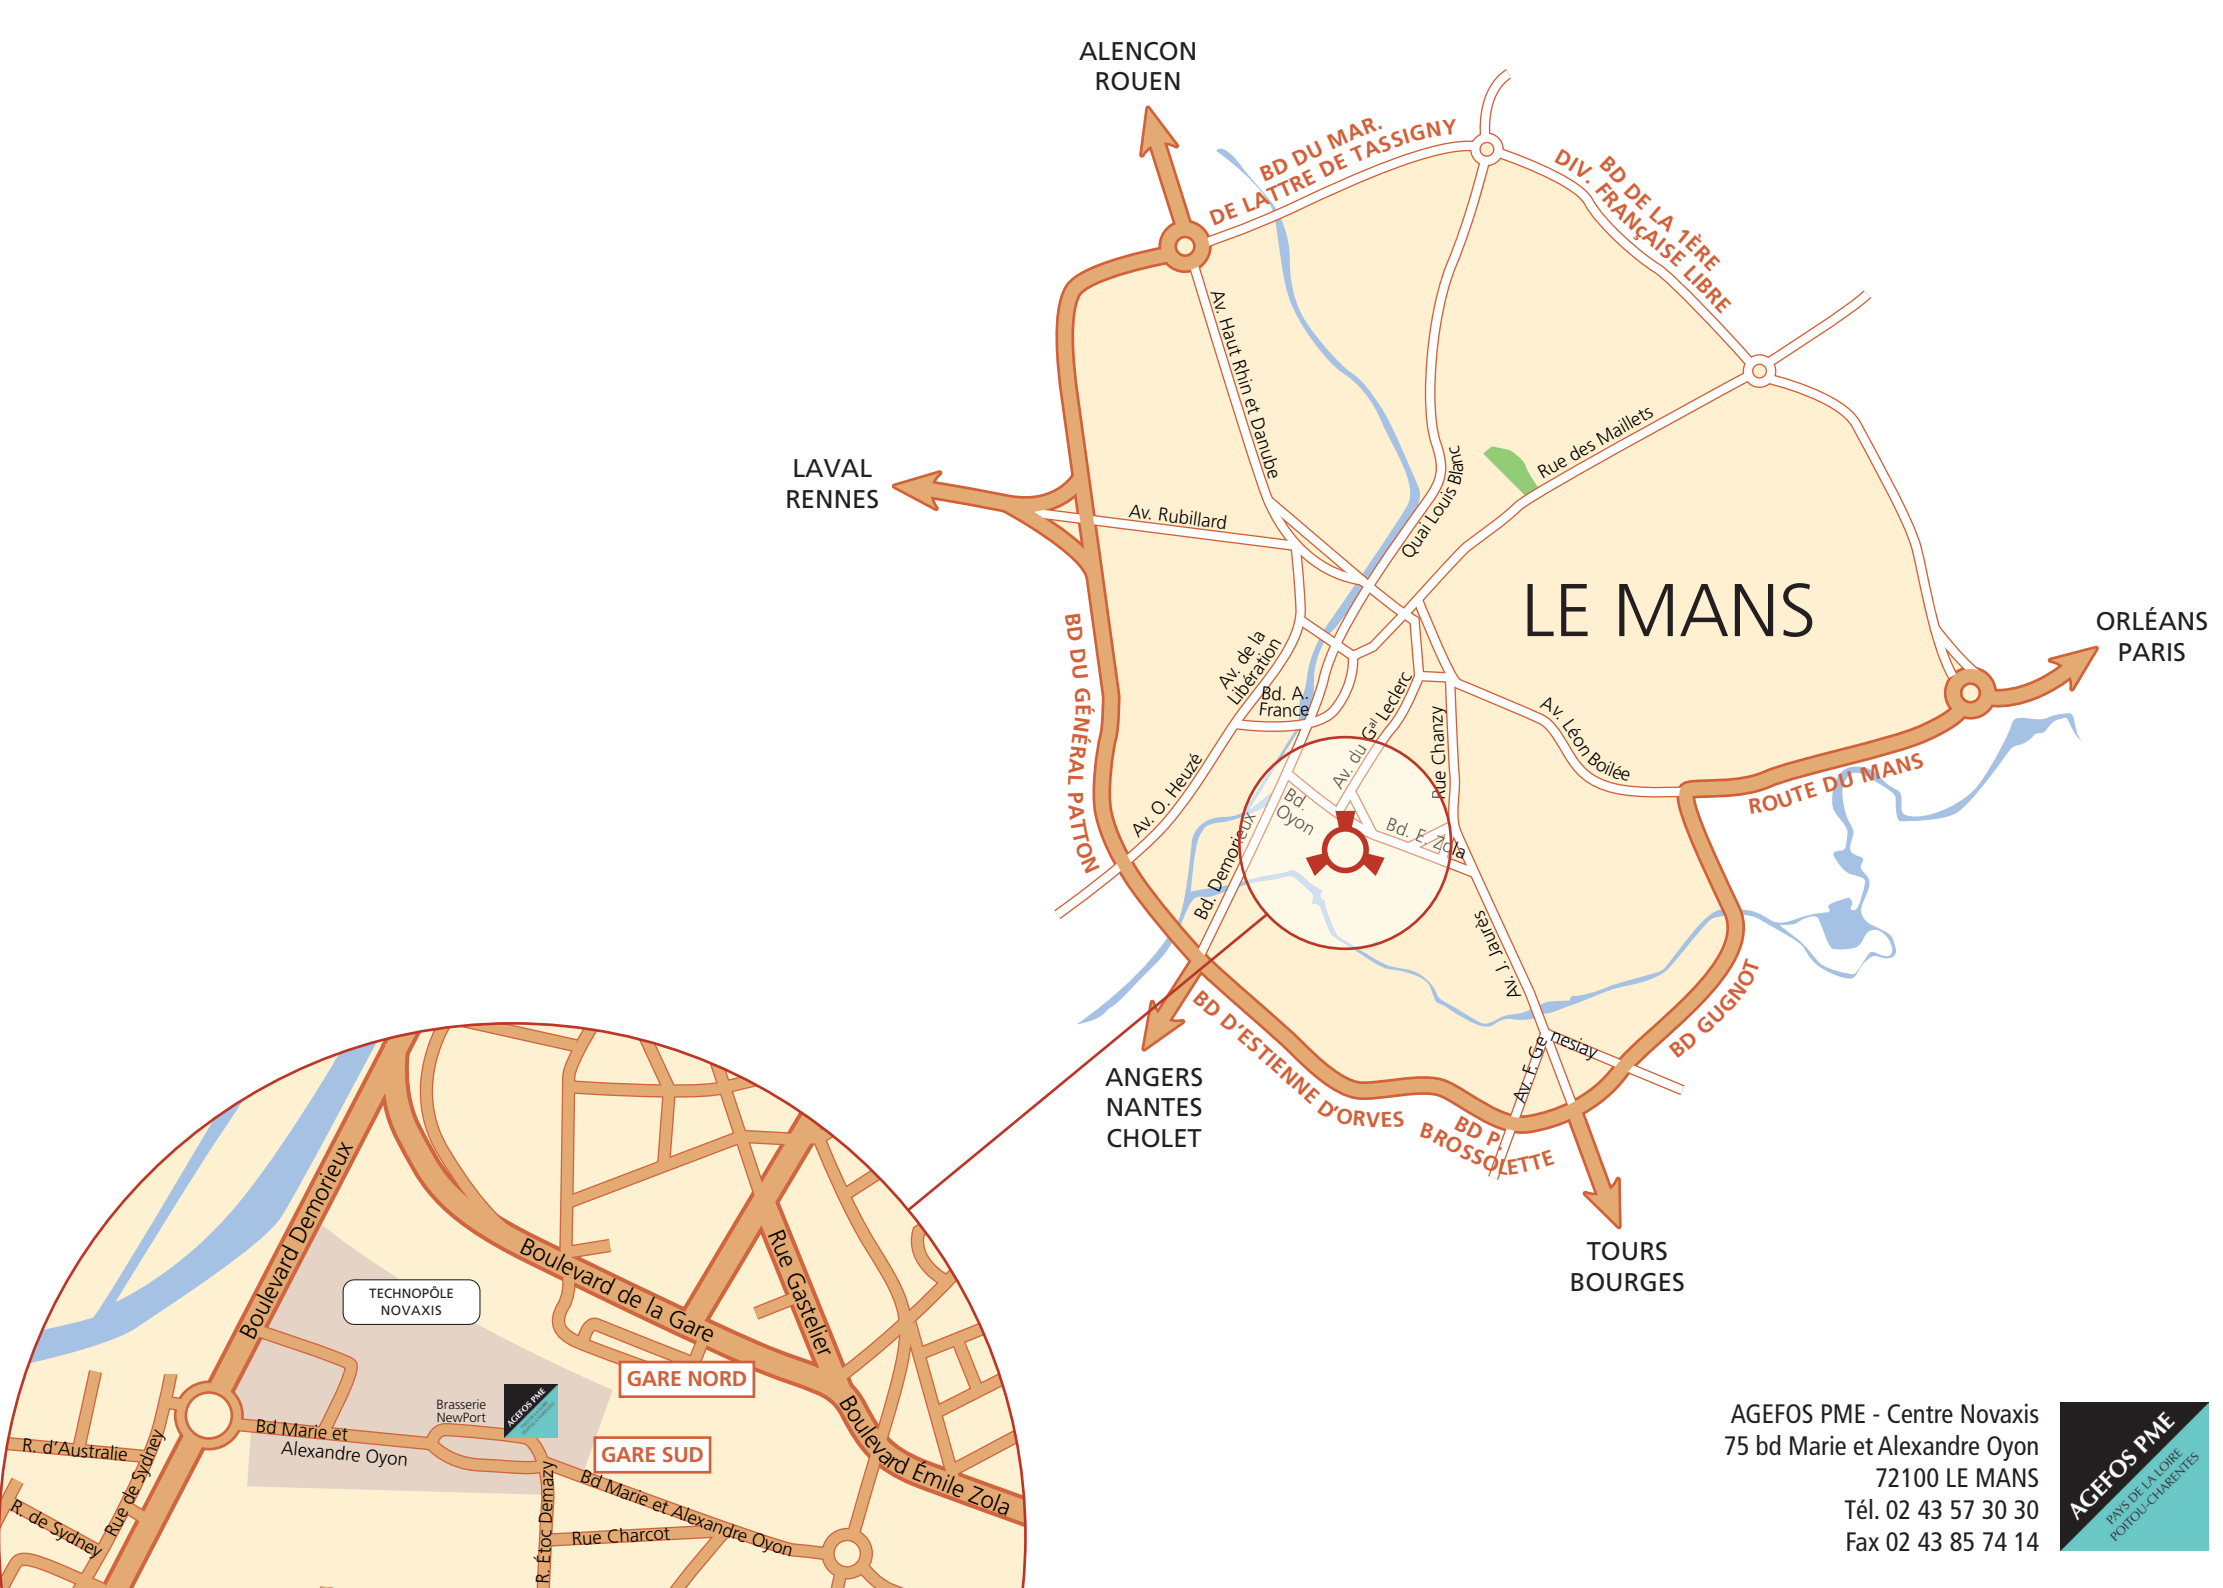 ALENCON
ROUEN
BD DU MAR.
DE LATTRE DE TASSIGNY
BD DE LA 1ÈRE
DIV. FRANÇAISE LIBRE
Av. Haut Rhin et Danube
LAVAL
RENNES
Av. Rubillard
Quai Louis Blanc
Rue des Maillets
LE MANS
ORLÉANS
PARIS
BD DU GÉNÉRAL PATTON
Av. de la
Libération
Bd. A.
France
Av. du Gal Leclerc
Rue Chanzy
Av. Léon Boilée
ROUTE DU MANS
Av. O. Heuzé
Bd.
Oyon
Bd. E. Zola
Bd. Demorieux
Av. J. Jaurès
BD GUGNOT
Av. F. Ge
nesiay
BD D'ESTIENNE D'ORVES
BD P.
BROSSOLETTE
ANGERS
NANTES
CHOLET
TOURS
BOURGES
Boulevard Demorieux
TECHNOPÔLE
NOVAXIS
Boulevard de la Gare
Rue Gastelier
GARE NORD
Brasserie
NewPort
AGEFOS PME
Bd Marie et
Alexandre Oyon
GARE SUD
Boulevard Émile Zola
R. d'Australie
Rue de Sydney
R. de Sydney
R. Étoc Demazy
Bd Marie et Alexandre Oyon
Rue Charcot
AGEFOS PME - Centre Novaxis
75 bd Marie et Alexandre Oyon
72100 LE MANS
Tél. 02 43 57 30 30
Fax 02 43 85 74 14
AGEFOS PME
PAYS DE LA LOIRE
POITOU-CHARENTES